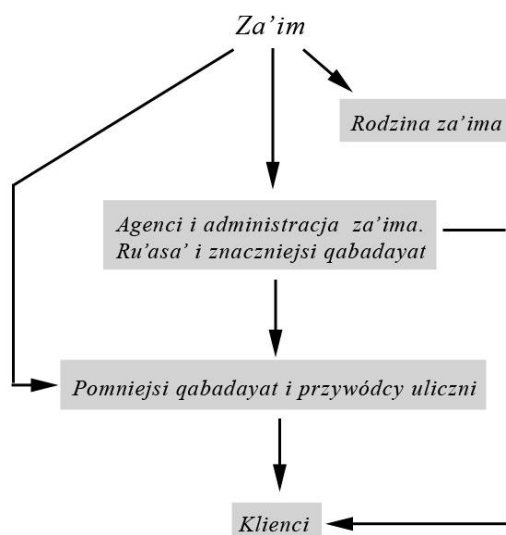 Za’im
Rodzina za’ima
Agenci i administracja za’ima.
Ru’asa’ i znaczniejsi qabadayat
Pomniejsi qabadayat i przywódcy uliczni
Klienci